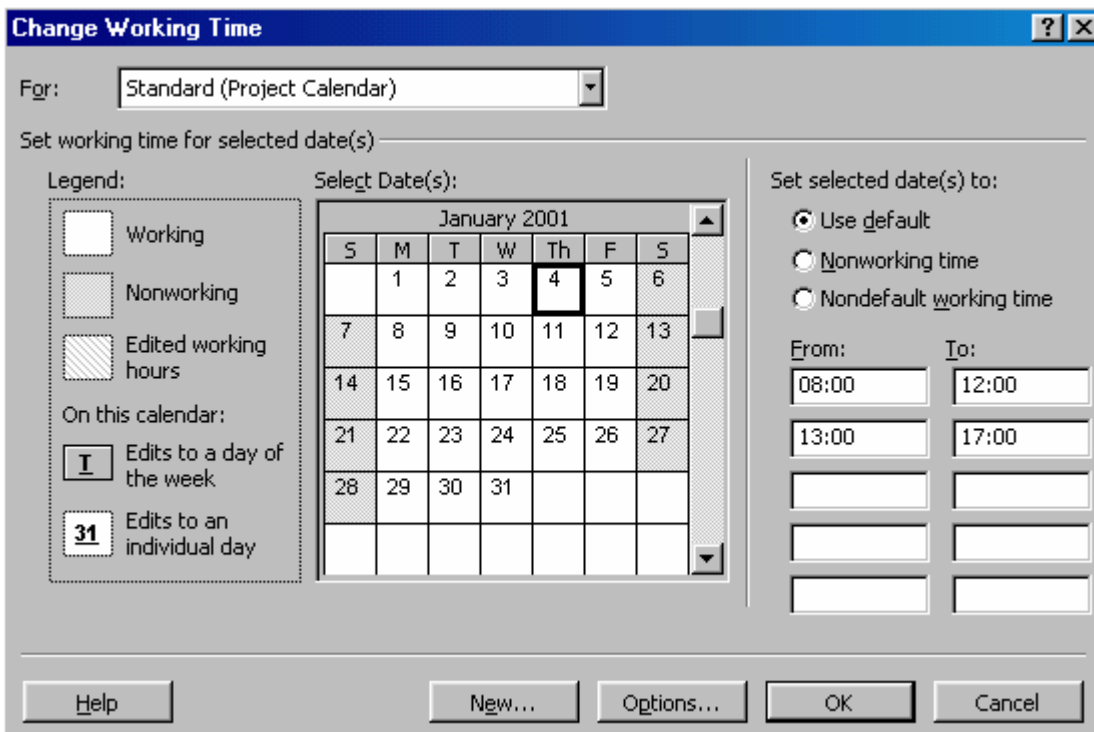 Change Working Time
For: Standard (Project Calendar)
Set working time for selected date(s)
Legend:
Working
Nonworking
Edited working
hours
On this calendar:
T Edits to a day of
the week
31 Edits to an
individual day
Select Date(s):
January 2001
S M T W Th F S
1 2 3 4 5 6
7 8 9 10 11 12 13
14 15 16 17 18 19 20
21 22 23 24 25 26 27
28 29 30 31
Set selected date(s) to:
Use default
Nonworking time
Nondefault working time
From: To:
08:00 12:00
13:00 17:00
Help New... Options... OK Cancel